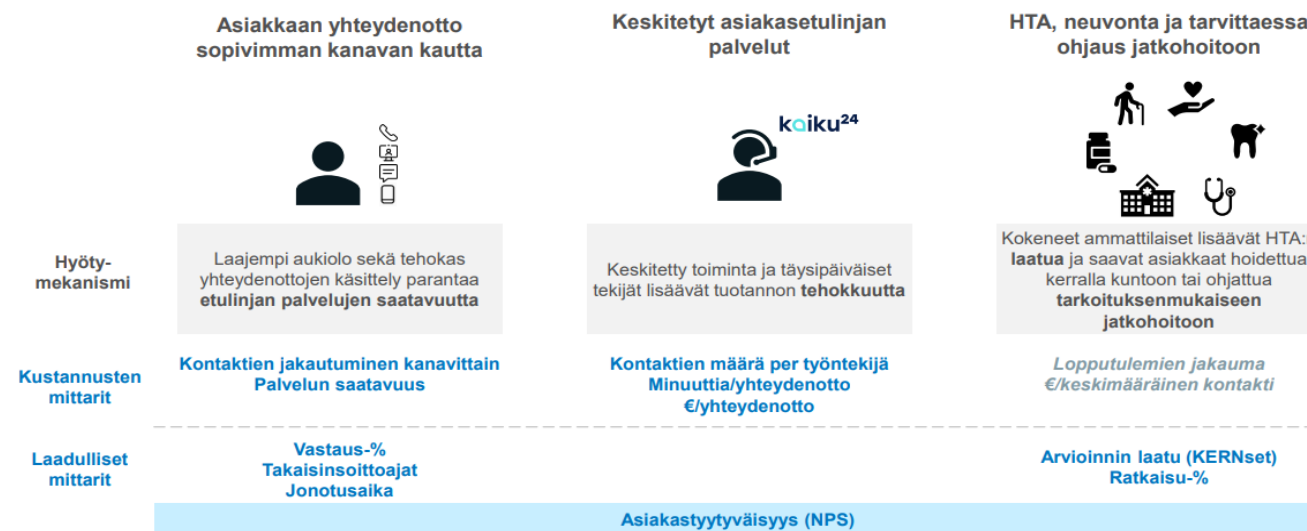 Asiakkaan yhteydenotto
sopivimman kanavan kautta
Keskitetyt asiakasetulinjan
palvelut
HTA, neuvonta ja tarvittaessa
ohjaus jatkohoitoon
kaiku24
Hyöty-
mekanismi
Laajempi aukiolo sekä tehokas
yhteydenottojen käsittely parantaa
etulinjan palvelujen saatavuutta
Keskitetty toiminta ja täysipäiväiset
tekijät lisäävät tuotannon tehokkuutta
Kokeneet ammattilaiset lisäävät HTA:
laatua ja saavat asiakkaat hoidettua
kerralla kuntoon tai ohjattua
tarkoituksenmukaiseen
jatkohoitoon
Kustannusten
mittarit
Kontaktien jakautuminen kanavittain
Palvelun saatavuus
Kontaktien määrä per työntekijä
Minuuttia/yhteydenotto
€/yhteydenotto
Lopputulemien jakauma
€/keskimääräinen kontakti
Laadulliset
mittarit
Vastaus-%
Takaisinsoittoajat
Jonotusaika
Arvioinnin laatu (KERNset)
Ratkaisu-%
Asiakastyytyväisyys (NPS)